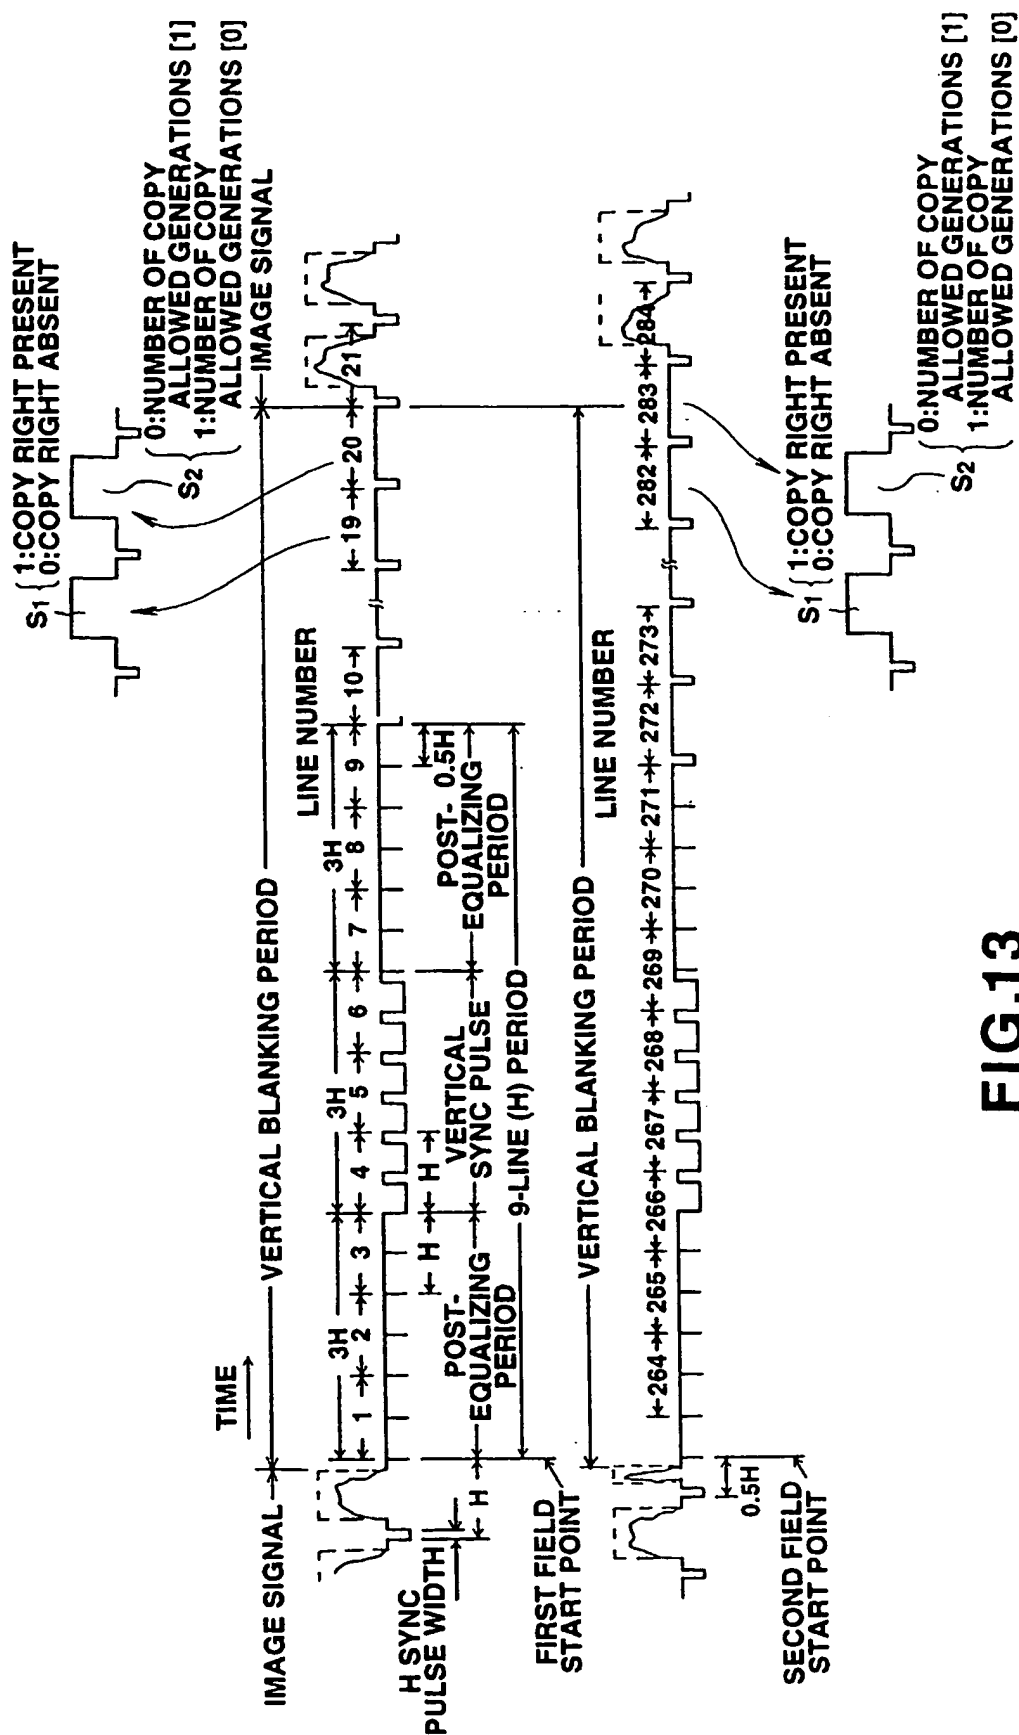 1:COPY RIGHT PRESENT
0:COPY RIGHT ABSENT
S1
S2
0:NUMBER OF COPY
ALLOWED GENERATIONS [1]
1:NUMBER OF COPY
ALLOWED GENERATIONS [0]
TIME
IMAGE SIGNAL
VERTICAL BLANKING PERIOD
IMAGE SIGNAL
3H
3H
3H
LINE NUMBER
1 2 3 4 5 6 7 8 9 10 19 20 21
H SYNC
PULSE WIDTH
H
H
H
0.5H
POST-
EQUALIZING
PERIOD
VERTICAL
SYNC PULSE
POST-
EQUALIZING
PERIOD
9-LINE (H) PERIOD
FIRST FIELD
START POINT
VERTICAL BLANKING PERIOD
LINE NUMBER
264 265 266 267 268 269 270 271 272 273 282 283 284
0.5H
SECOND FIELD
START POINT
S1
1:COPY RIGHT PRESENT
0:COPY RIGHT ABSENT
S2
0:NUMBER OF COPY
ALLOWED GENERATIONS [1]
1:NUMBER OF COPY
ALLOWED GENERATIONS [0]
FIG.13